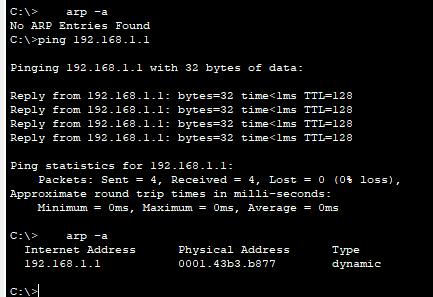 C:\>    arp -a
No ARP Entries Found
C:\>ping 192.168.1.1

Pinging 192.168.1.1 with 32 bytes of data:

Reply from 192.168.1.1: bytes=32 time<1ms TTL=128
Reply from 192.168.1.1: bytes=32 time<1ms TTL=128
Reply from 192.168.1.1: bytes=32 time<1ms TTL=128
Reply from 192.168.1.1: bytes=32 time<1ms TTL=128

Ping statistics for 192.168.1.1:
    Packets: Sent = 4, Received = 4, Lost = 0 (0% loss),
Approximate round trip times in milli-seconds:
    Minimum = 0ms, Maximum = 0ms, Average = 0ms

C:\>    arp -a
  Internet Address      Physical Address      Type
  192.168.1.1           0001.43b3.b877        dynamic

C:\>